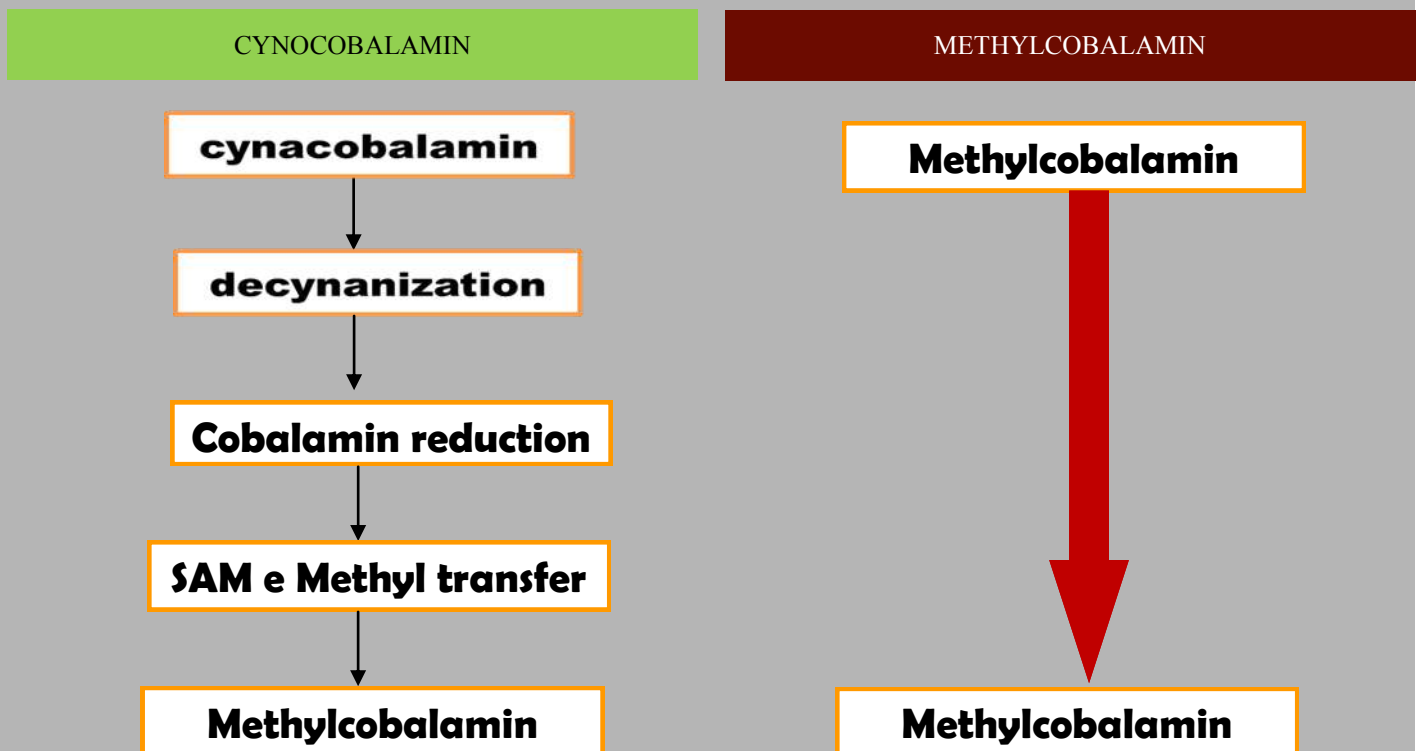 CYNOCOBALAMIN
cynacobalamin
decynanization
Cobalamin reduction
SAM e Methyl transfer
Methylcobalamin
METHYLCOBALAMIN
Methylcobalamin
Methylcobalamin